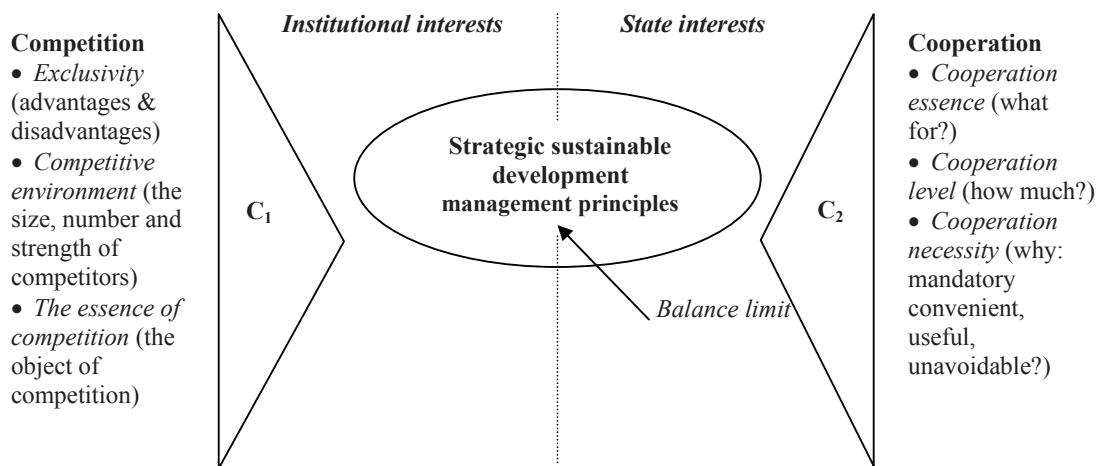 Institutional interests
State interests
Competition
• Exclusivity
(advantages &
disadvantages)
• Competitive
environment (the
size, number and
strength of
competitors)
• The essence of
competition (the
object of
competition)
C₁
Strategic sustainable
development
management principles
Balance limit
C₂
Cooperation
• Cooperation
essence (what
for?)
• Cooperation
level (how much?)
• Cooperation
necessity (why:
mandatory
convenient,
useful,
unavoidable?)